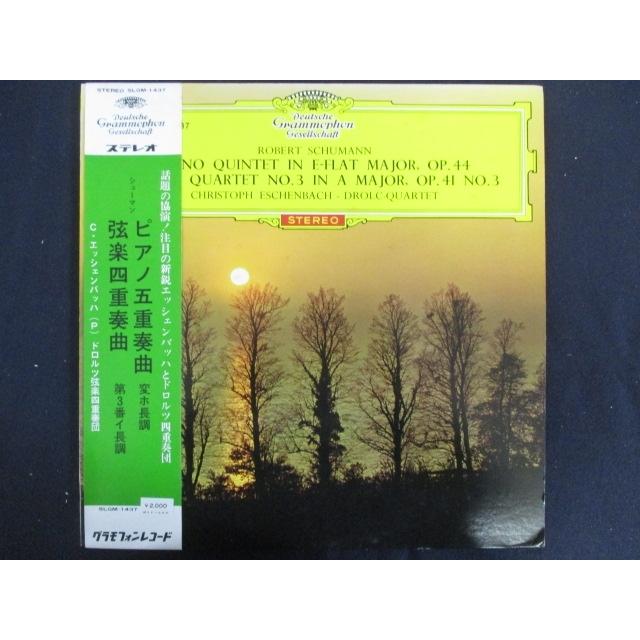 STEREO SLGM-1437
Deutsche
Grammophon
Gesellschaft
ステレオ
話題の協演!注目の新鋭エッシェンバッハとドロルツ四重奏団
シューマン
ピアノ五重奏曲 変ホ長調
弦楽四重奏曲 第3番イ長調
C・エッシェンバッハ(P)ドロルツ弦楽四重奏団
SLGM-1437
¥2,000
グラモフォンレコード
37
Deutsche
Grammophon
Gesellschaft
ROBERT SCHUMANN
NO QUINTET IN E-FLAT MAJOR, OP. 44
QUARTET NO. 3 IN A MAJOR, OP. 41 NO. 3
CHRISTOPH ESCHENBACH - DROLC-QUARTET
STEREO